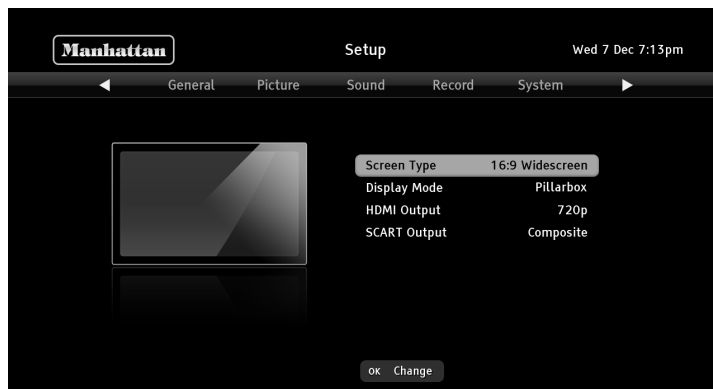 Manhattan Setup Wed 7 Dec 7:13pm
General Picture Sound Record System
Screen Type 16:9 Widescreen
Display Mode Pillarbox
HDMI Output 720p
SCART Output Composite
OK Change